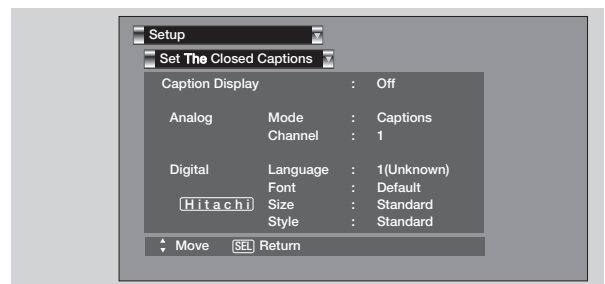 Setup
Set The Closed Captions
Caption Display : Off
Analog Mode : Captions
Channel : 1
Digital Language : 1(Unknown)
Font : Default
Hitachi Size : Standard
Style : Standard
Move SEL Return